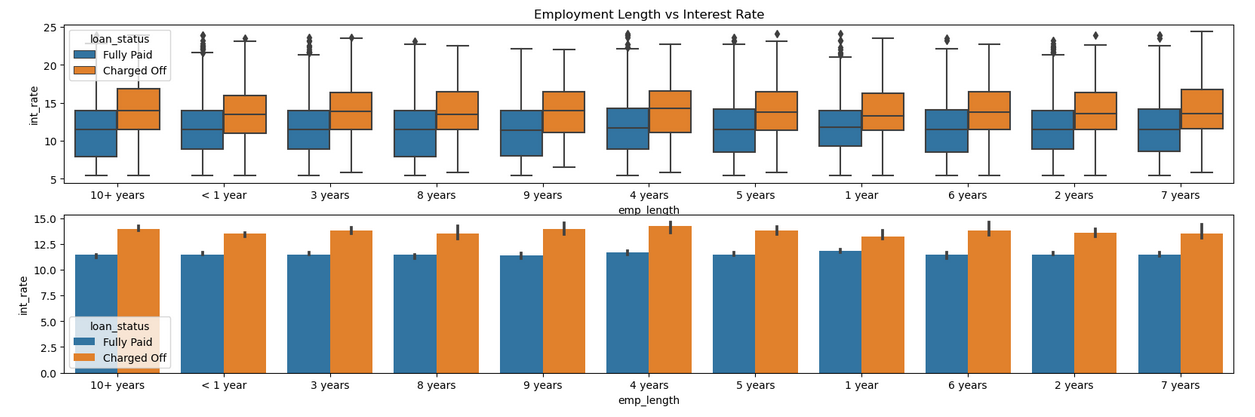 Employment Length vs Interest Rate
25
20
15
10
5
int_rate
loan_status
Fully Paid
Charged Off
10+ years < 1 year 3 years 8 years 9 years 4 years 5 years 1 year 6 years 2 years 7 years
emp_length
15.0
12.5
10.0
7.5
5.0
2.5
0.0
int_rate
loan_status
Fully Paid
Charged Off
10+ years < 1 year 3 years 8 years 9 years 4 years 5 years 1 year 6 years 2 years 7 years
emp_length